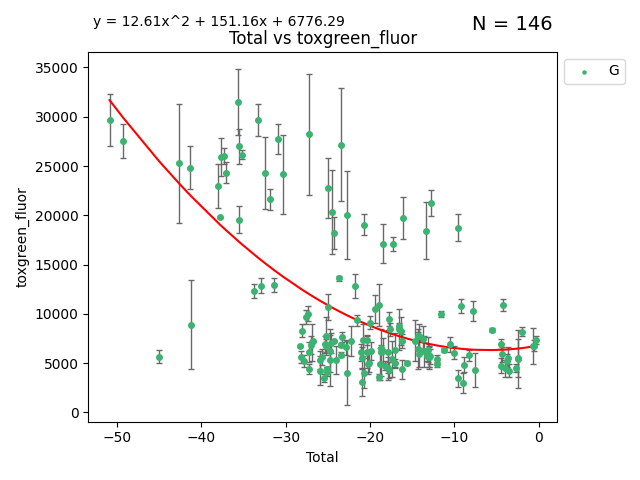 y = 12.61x^2 + 151.16x + 6776.29
N = 146
Total vs toxgreen_fluor
G
35000
30000
25000
20000
15000
10000
5000
0
toxgreen_fluor
−50
−40
−30
−20
−10
0
Total